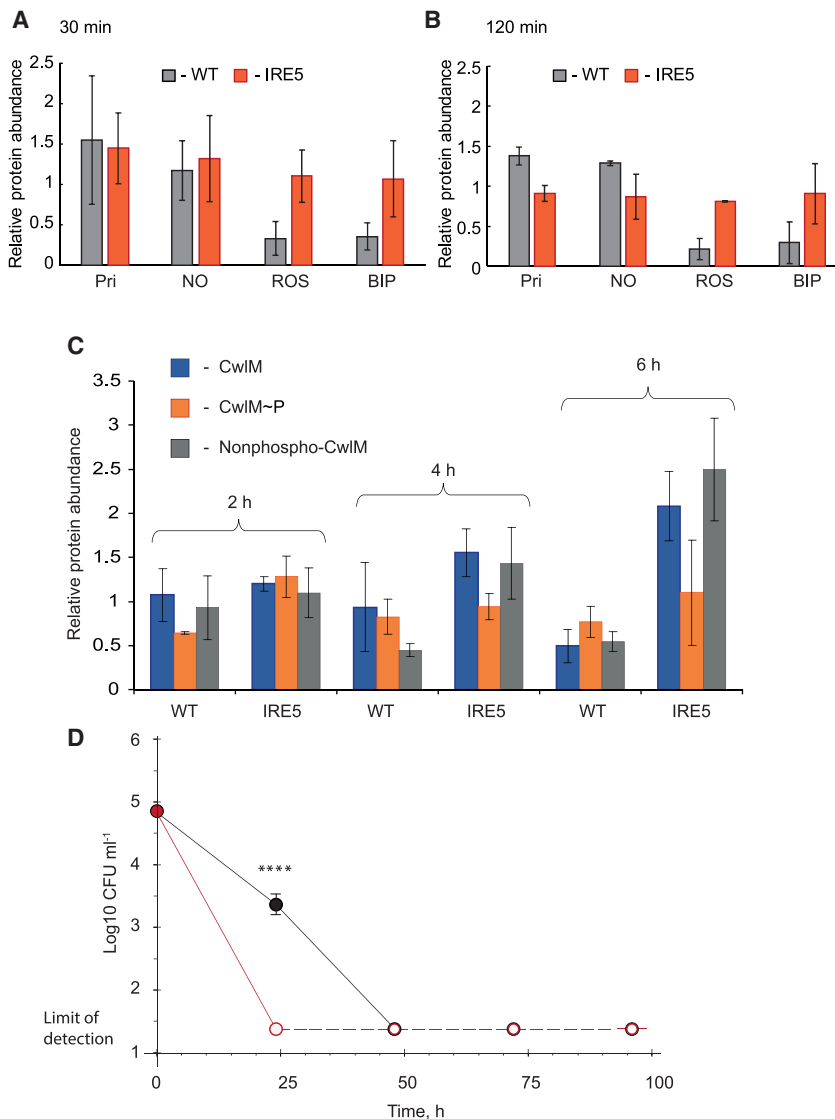 A
30 min
- WT
- IRE5
Relative protein abundance
2.5
2
1.5
1
0.5
0
Pri
NO
ROS
BIP
B
120 min
- WT
- IRE5
Relative protein abundance
2.5
2
1.5
1
0.5
0
Pri
NO
ROS
BIP
C
- CwlM
- CwlM~P
- Nonphospho-CwlM
2 h
4 h
6 h
Relative protein abundance
3.5
3
2.5
2
1.5
1
0.5
0
WT
IRE5
WT
IRE5
WT
IRE5
D
Log10 CFU ml-1
6
5
4
3
2
1
****
Limit of
detection
0
25
50
75
100
Time, h